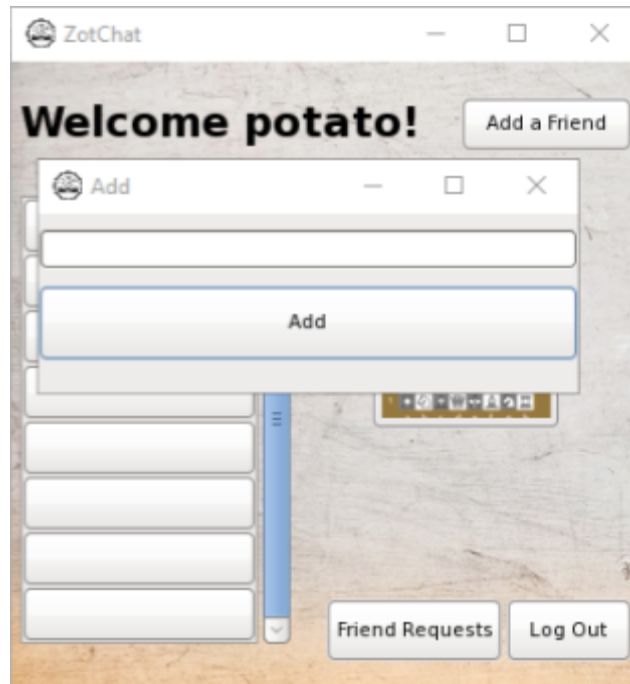 ZotChat
Welcome potato!
Add a Friend
Add
Add
Friend Requests
Log Out